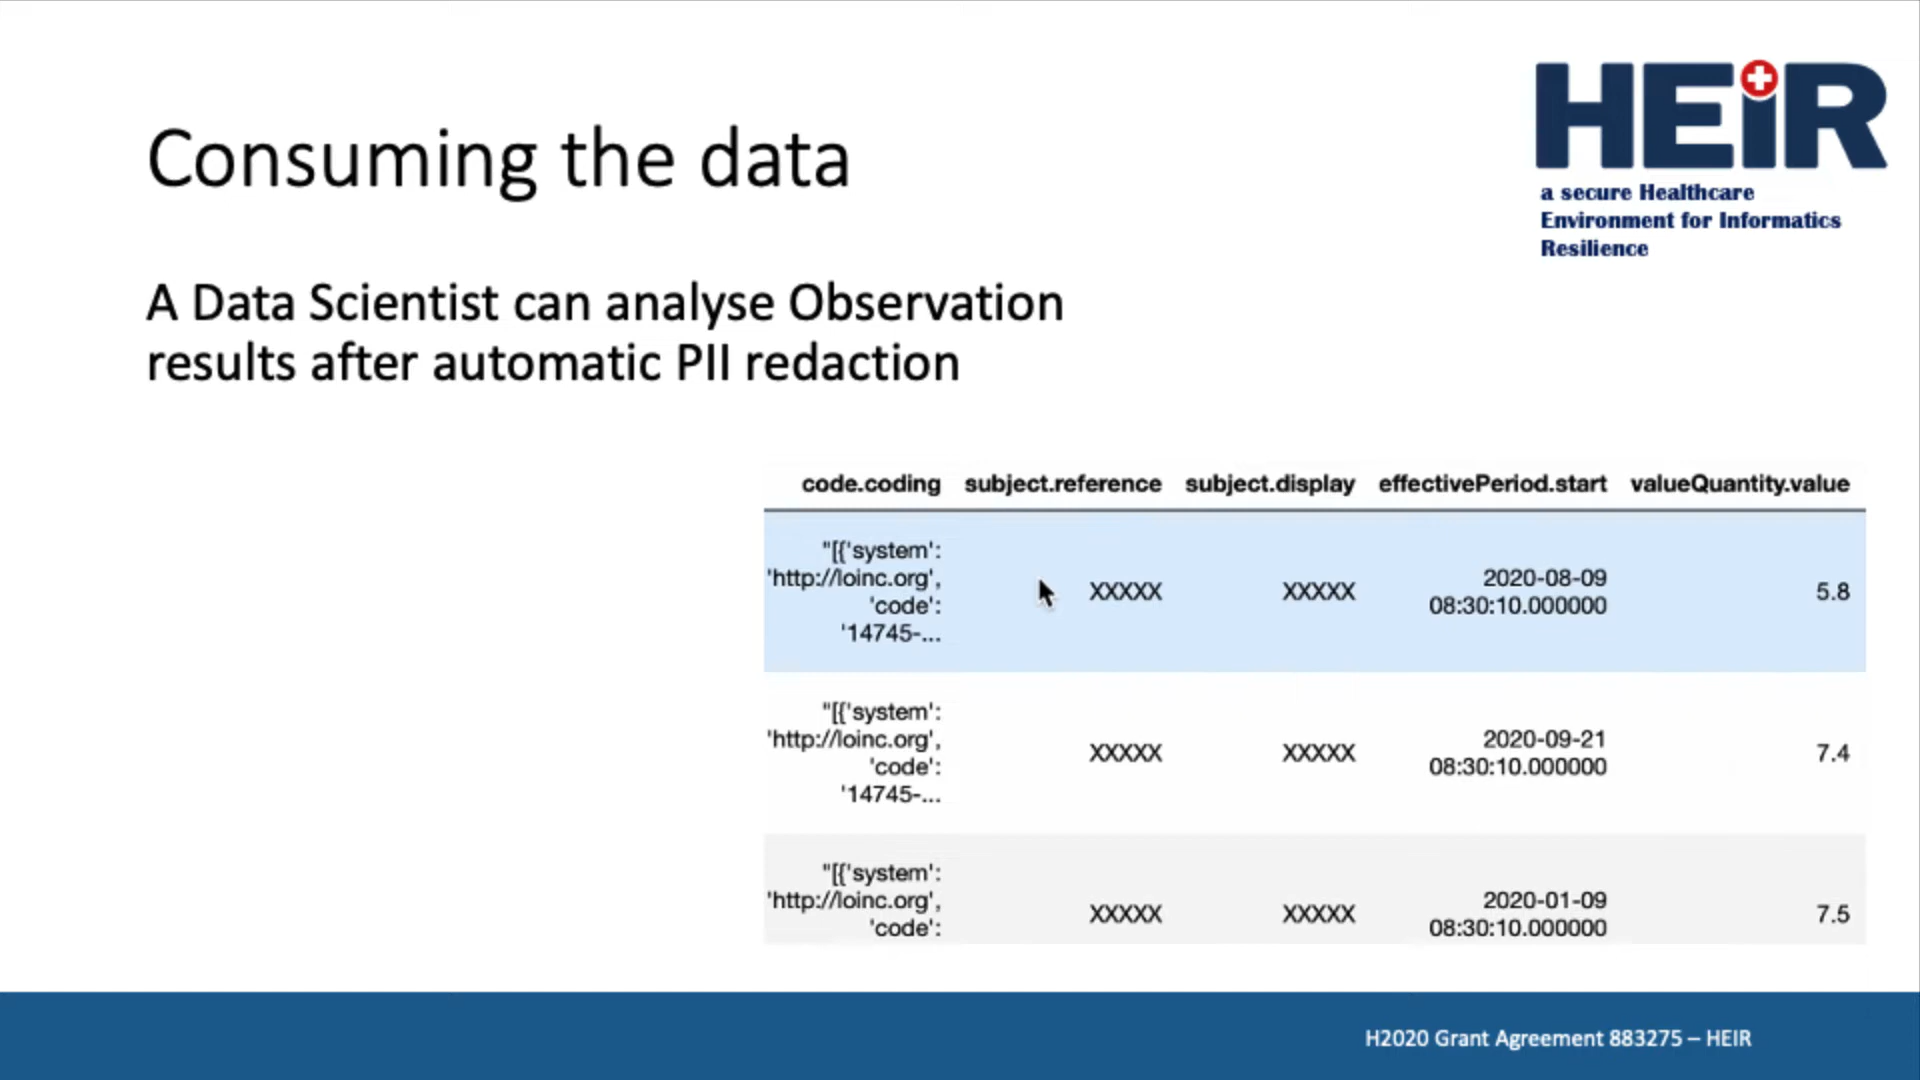 HEiR
a secure Healthcare
Environment for Informatics
Resilience
Consuming the data
A Data Scientist can analyse Observation
results after automatic PII redaction
code.coding subject.reference subject.display effectivePeriod.start valueQuantity.value
"[{'system':
'http://loinc.org',
'code':
'14745-...
XXXXX XXXXX 2020-08-09
08:30:10.000000 5.8
"[{'system':
'http://loinc.org',
'code':
'14745-...
XXXXX XXXXX 2020-09-21
08:30:10.000000 7.4
"[{'system':
'http://loinc.org',
'code':
XXXXX XXXXX 2020-01-09
08:30:10.000000 7.5
H2020 Grant Agreement 883275 – HEIR